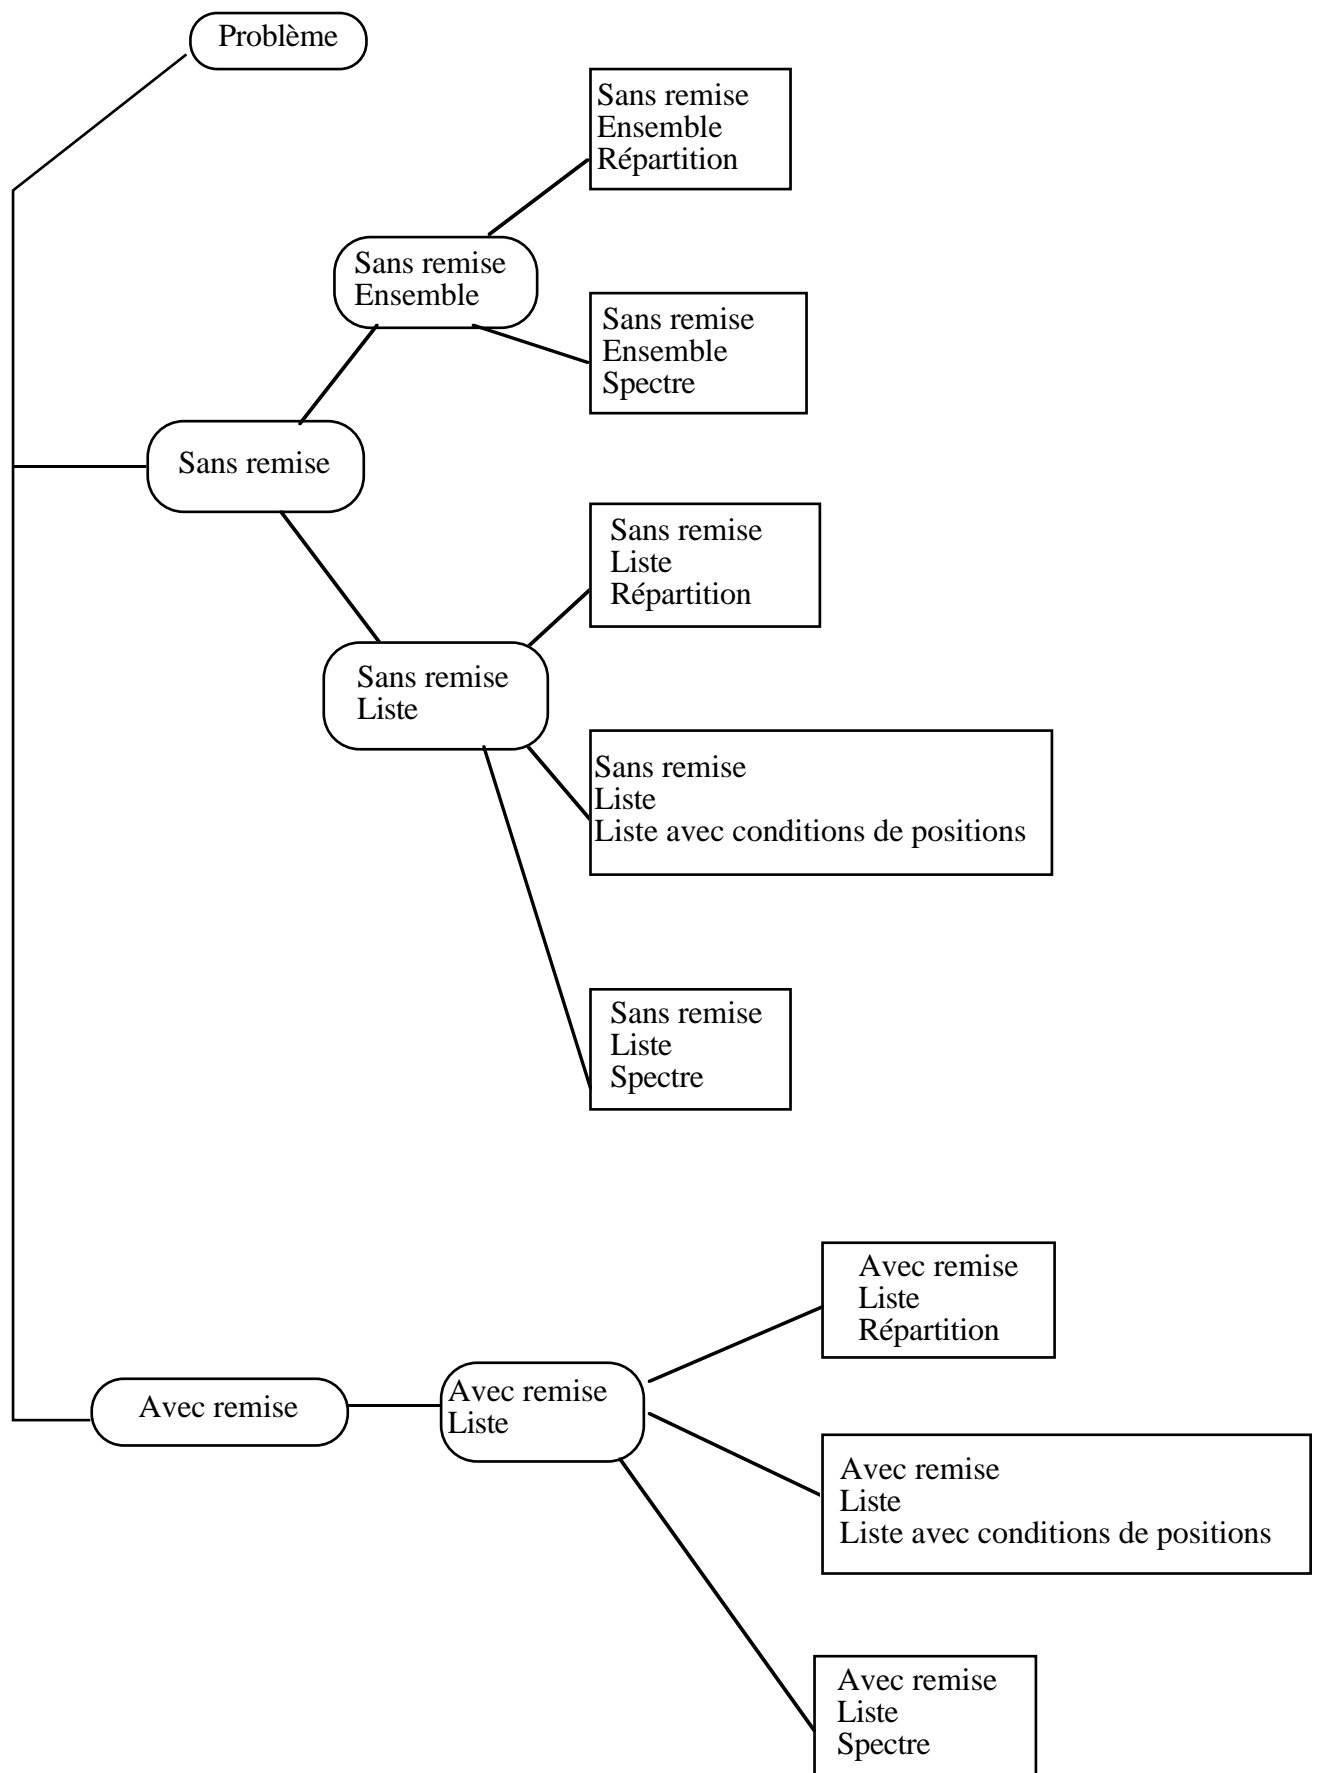 Problème
Sans remise
Ensemble
Répartition
Sans remise
Ensemble
Sans remise
Ensemble
Spectre
Sans remise
Sans remise
Liste
Répartition
Sans remise
Liste
Sans remise
Liste
Liste avec conditions de positions
Sans remise
Liste
Spectre
Avec remise
Liste
Répartition
Avec remise
Avec remise
Liste
Avec remise
Liste
Liste avec conditions de positions
Avec remise
Liste
Spectre